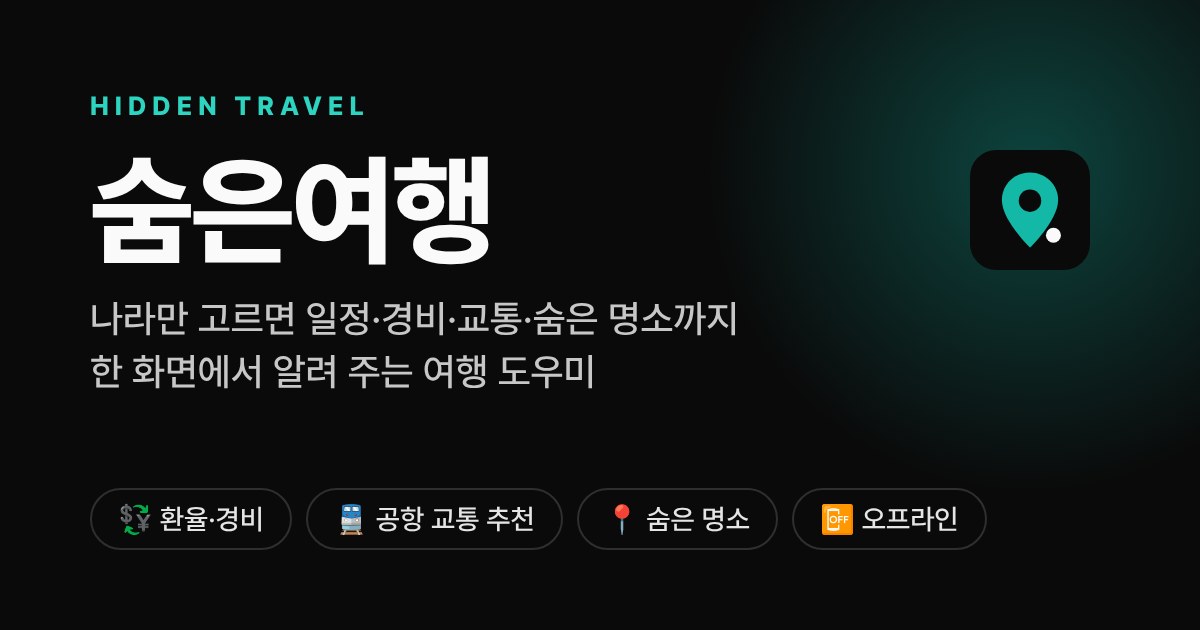 HIDDEN TRAVEL
숨은여행
나라만 고르면 일정·경비·교통·숨은 명소까지
한 화면에서 알려 주는 여행 도우미
💱 환율·경비
🚆 공항 교통 추천
📍 숨은 명소
📴 오프라인